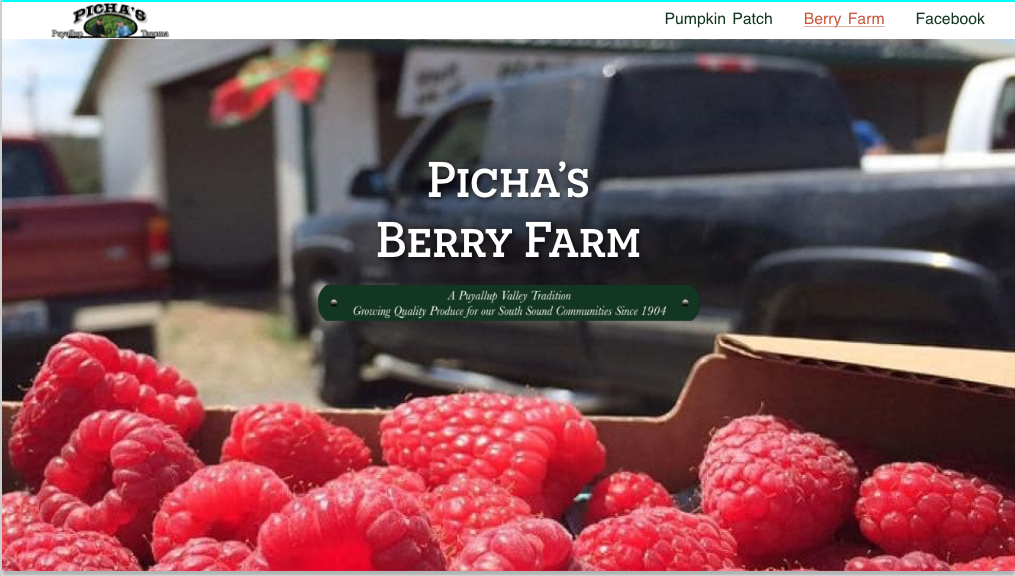 PICHA'S
Puyallup Tacoma
Pumpkin Patch
Berry Farm
Facebook
PICHA'S
BERRY FARM
A Puyallup Valley Tradition
Growing Quality Produce for our South Sound Communities Since 1904